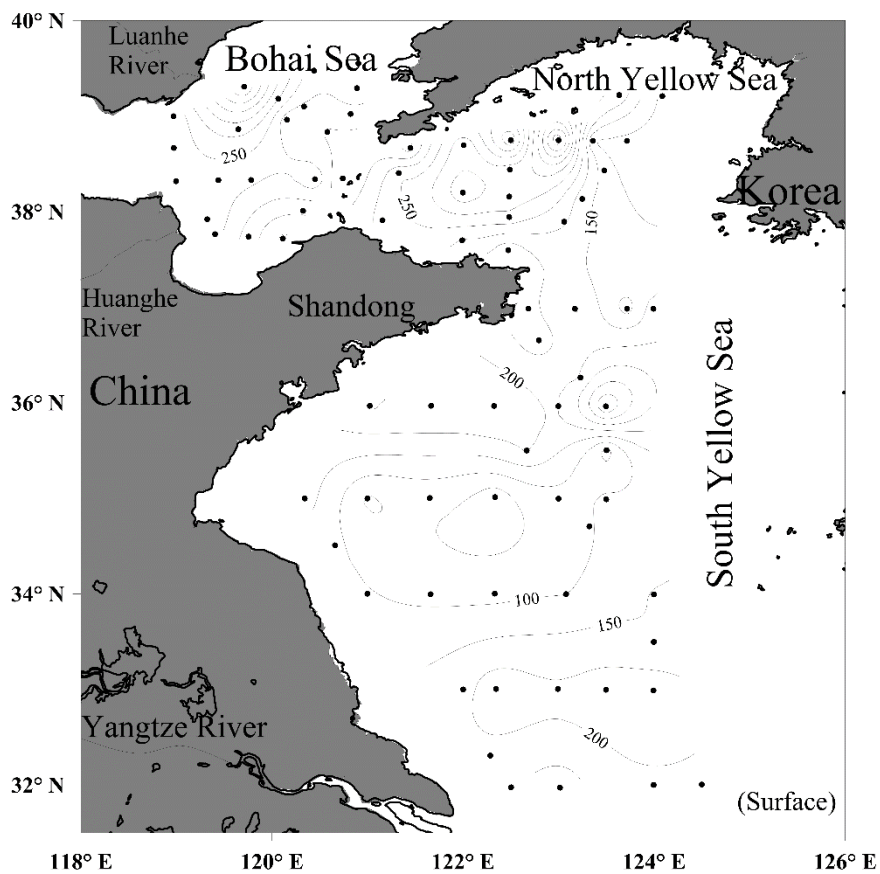 40° N
Luanhe
River
Bohai Sea
North Yellow Sea
250
Korea
38° N
250
150
Huanghe
River
Shandong
South Yellow Sea
200
China
36° N
34° N
100
150
Yangtze River
200
32° N
(Surface)
118° E
120° E
122° E
124° E
126° E